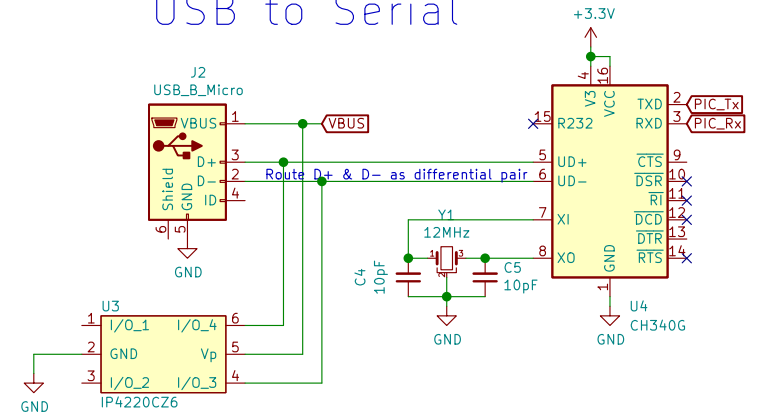 USB to Serial
+3.3V
J2
USB_B_Micro
VBUS 1
VBUS
D+ 3
D- 2
ID 4
Shield
GND
6
5
GND
Route D+ & D- as differential pair
4
16
V3
VCC
15 R232
TXD 2 PIC_Tx
RXD 3 PIC_Rx
5 UD+
CTS 9
6 UD-
DSR 10
RI 11
7 XI
DCD 12
DTR 13
8 XO
RTS 14
GND
1
U4
CH340G
GND
Y1
12MHz
1
3
2
C4
10pF
C5
10pF
GND
U3
1 I/O_1 I/O_4 6
2 GND Vp 5
3 I/O_2 I/O_3 4
IP4220CZ6
GND